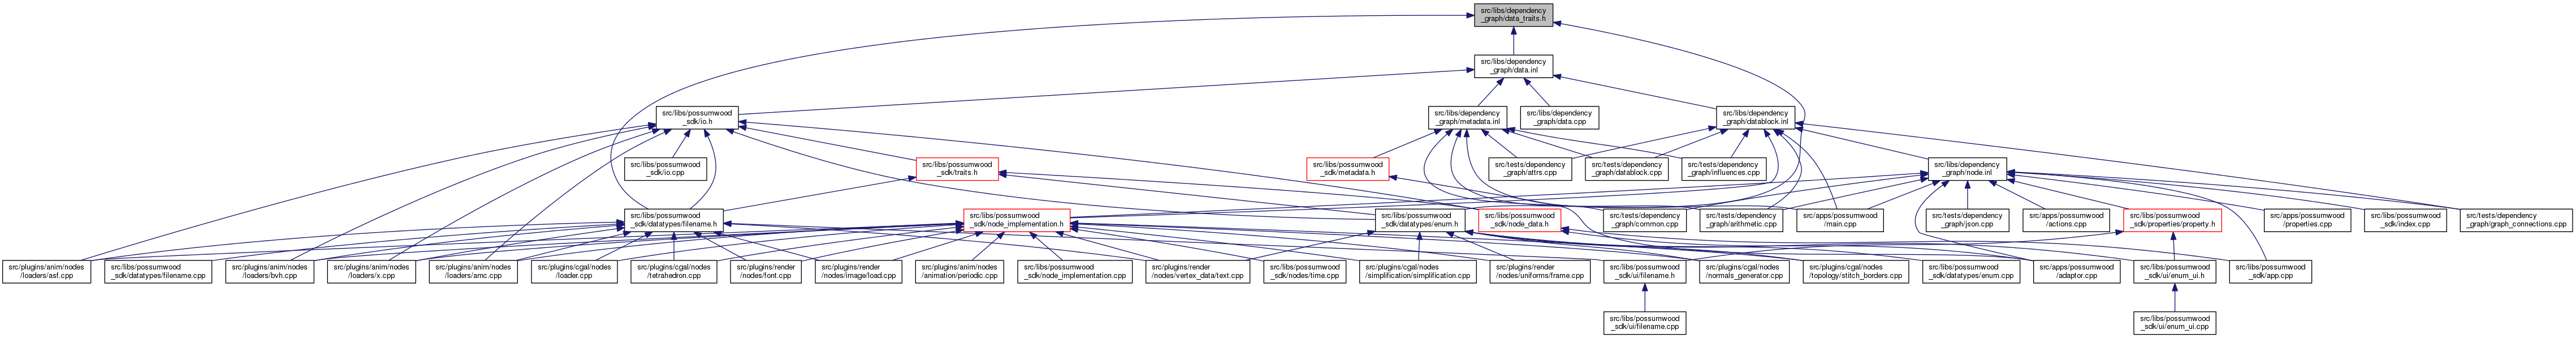 src/libs/dependency
_graph/data_traits.h
src/libs/dependency
_graph/data.inl
src/libs/possumwood
_sdk/io.h
src/libs/dependency
_graph/metadata.inl
src/libs/dependency
_graph/data.cpp
src/libs/dependency
_graph/datablock.inl
src/libs/possumwood
_sdk/io.cpp
src/libs/possumwood
_sdk/traits.h
src/libs/possumwood
_sdk/metadata.h
src/tests/dependency
_graph/attrs.cpp
src/tests/dependency
_graph/datablock.cpp
src/tests/dependency
_graph/influences.cpp
src/libs/dependency
_graph/node.inl
src/libs/possumwood
_sdk/datatypes/filename.h
src/libs/possumwood
_sdk/node_implementation.h
src/libs/possumwood
_sdk/datatypes/enum.h
src/libs/possumwood
_sdk/node_data.h
src/tests/dependency
_graph/common.cpp
src/tests/dependency
_graph/arithmetic.cpp
src/apps/possumwood
/main.cpp
src/tests/dependency
_graph/json.cpp
src/apps/possumwood
/actions.cpp
src/libs/possumwood
_sdk/properties/property.h
src/apps/possumwood
/properties.cpp
src/libs/possumwood
_sdk/index.cpp
src/tests/dependency
_graph/graph_connections.cpp
src/plugins/anim/nodes
/loaders/asf.cpp
src/libs/possumwood
_sdk/datatypes/filename.cpp
src/plugins/anim/nodes
/loaders/bvh.cpp
src/plugins/anim/nodes
/loaders/x.cpp
src/plugins/anim/nodes
/loaders/amc.cpp
src/plugins/cgal/nodes
/loader.cpp
src/plugins/cgal/nodes
/tetrahedron.cpp
src/plugins/render
/nodes/font.cpp
src/plugins/render
/nodes/image/load.cpp
src/plugins/anim/nodes
/animation/periodic.cpp
src/libs/possumwood
_sdk/node_implementation.cpp
src/plugins/render
/nodes/vertex_data/text.cpp
src/libs/possumwood
_sdk/nodes/time.cpp
src/plugins/cgal/nodes
/simplification/simplification.cpp
src/plugins/render
/nodes/uniforms/frame.cpp
src/libs/possumwood
_sdk/ui/filename.h
src/plugins/cgal/nodes
/normals_generator.cpp
src/plugins/cgal/nodes
/topology/stitch_borders.cpp
src/libs/possumwood
_sdk/datatypes/enum.cpp
src/apps/possumwood
/adaptor.cpp
src/libs/possumwood
_sdk/ui/enum_ui.h
src/libs/possumwood
_sdk/app.cpp
src/libs/possumwood
_sdk/ui/filename.cpp
src/libs/possumwood
_sdk/ui/enum_ui.cpp